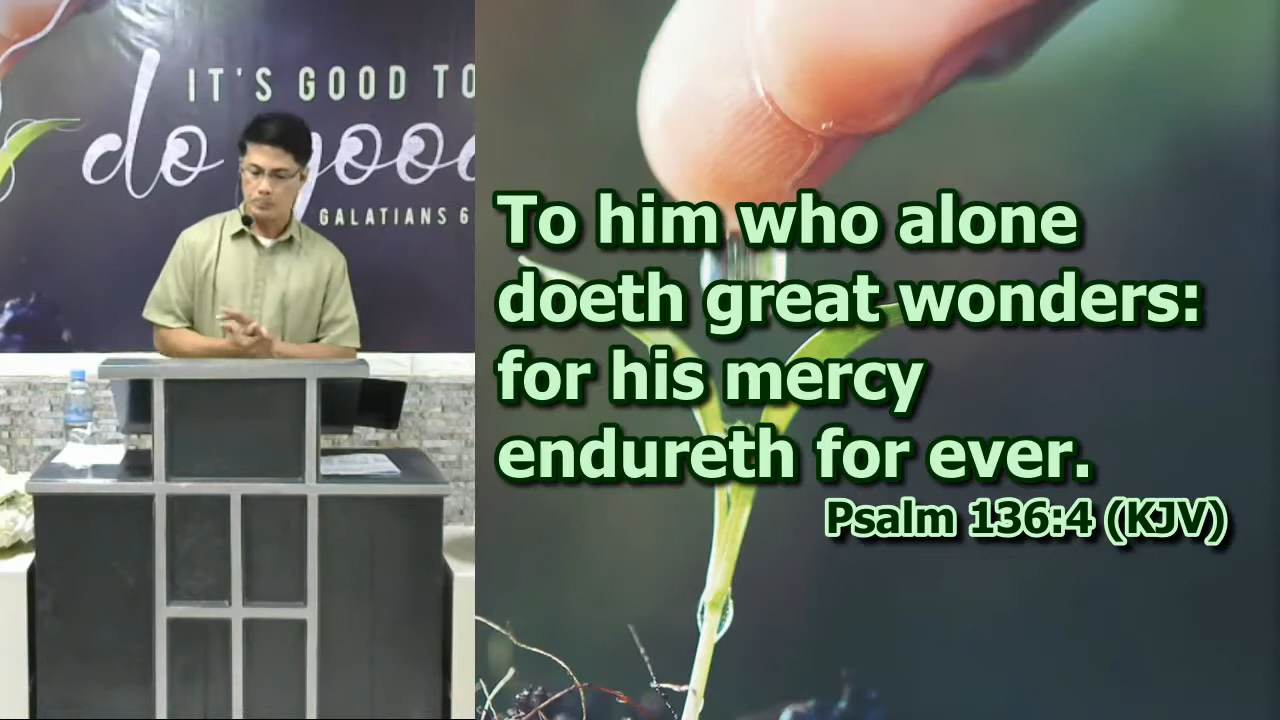 IT'S GOOD TO
do good
GALATIANS 6
To him who alone
doeth great wonders:
for his mercy
endureth for ever.
Psalm 136:4 (KJV)